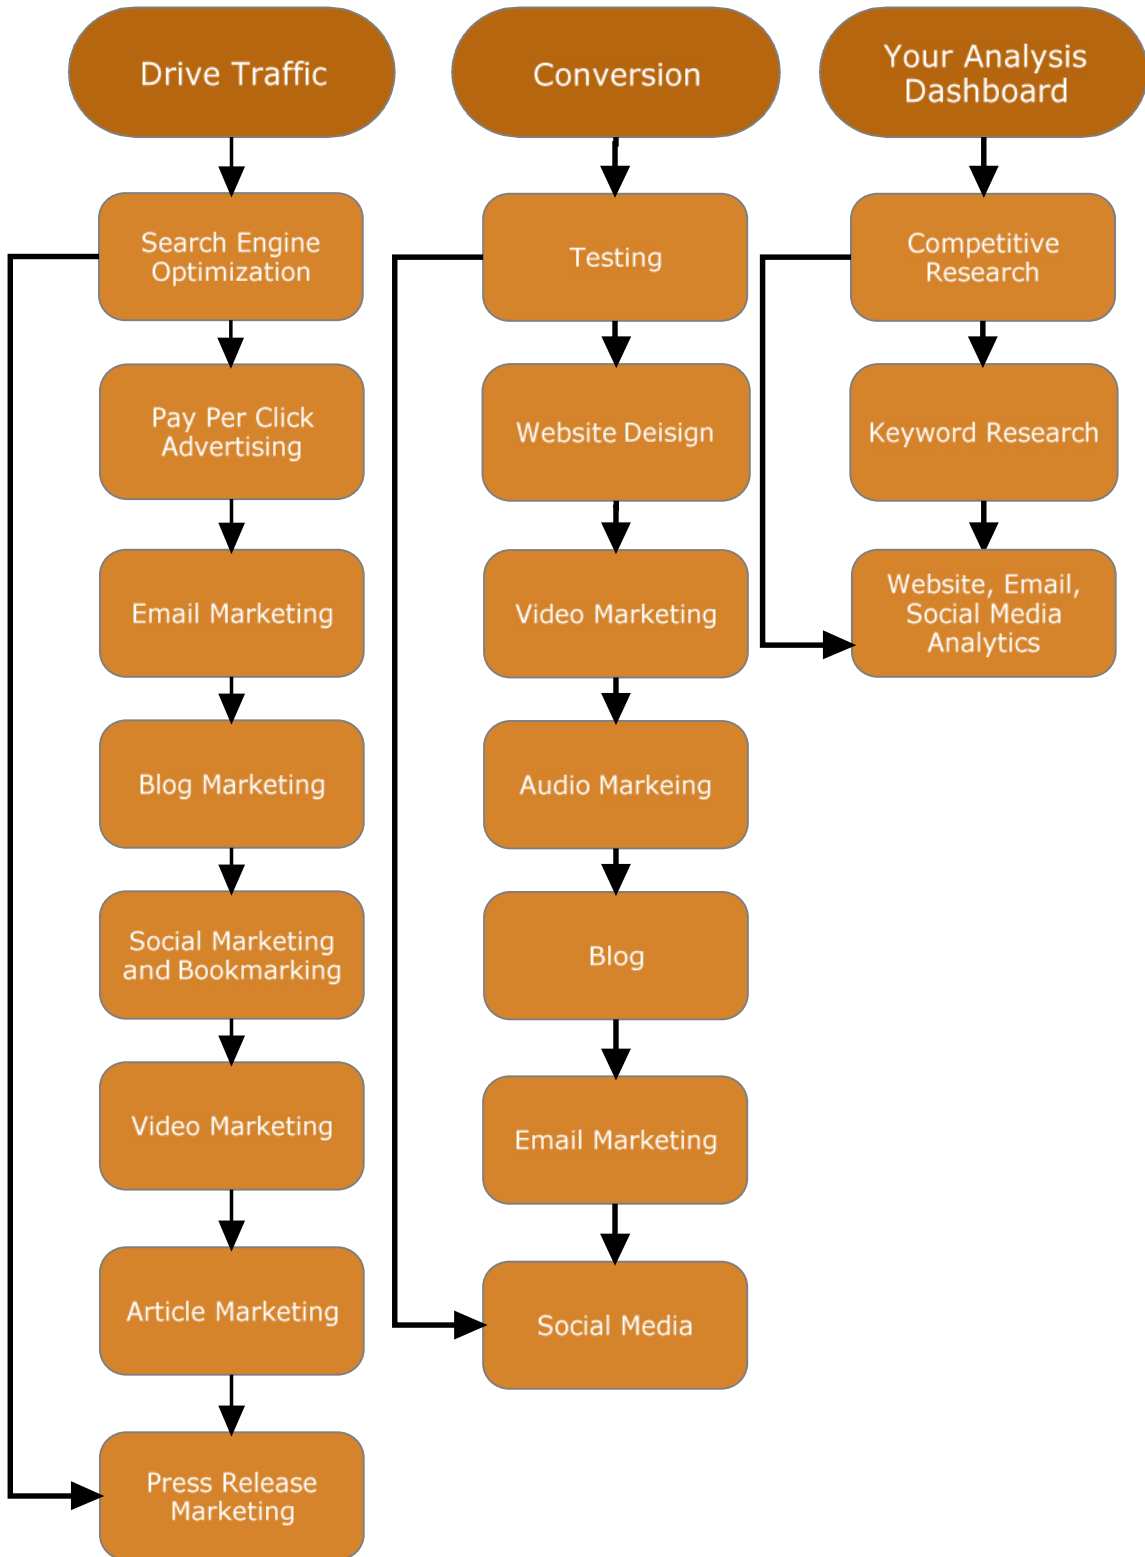 Drive Traffic
Search Engine
Optimization
Pay Per Click
Advertising
Email Marketing
Blog Marketing
Social Marketing
and Bookmarking
Video Marketing
Article Marketing
Press Release
Marketing
Conversion
Testing
Website Deisign
Video Marketing
Audio Markeing
Blog
Email Marketing
Social Media
Your Analysis
Dashboard
Competitive
Research
Keyword Research
Website, Email,
Social Media
Analytics